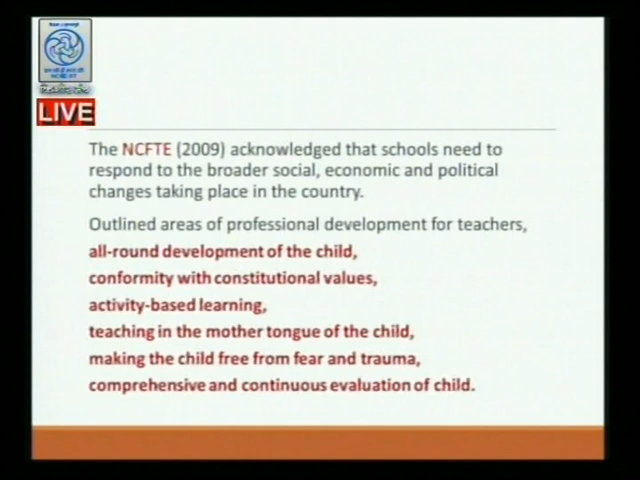 NCERT
LIVE
The NCFTE (2009) acknowledged that schools need to
respond to the broader social, economic and political
changes taking place in the country.
Outlined areas of professional development for teachers,
all-round development of the child,
conformity with constitutional values,
activity-based learning,
teaching in the mother tongue of the child,
making the child free from fear and trauma,
comprehensive and continuous evaluation of child.